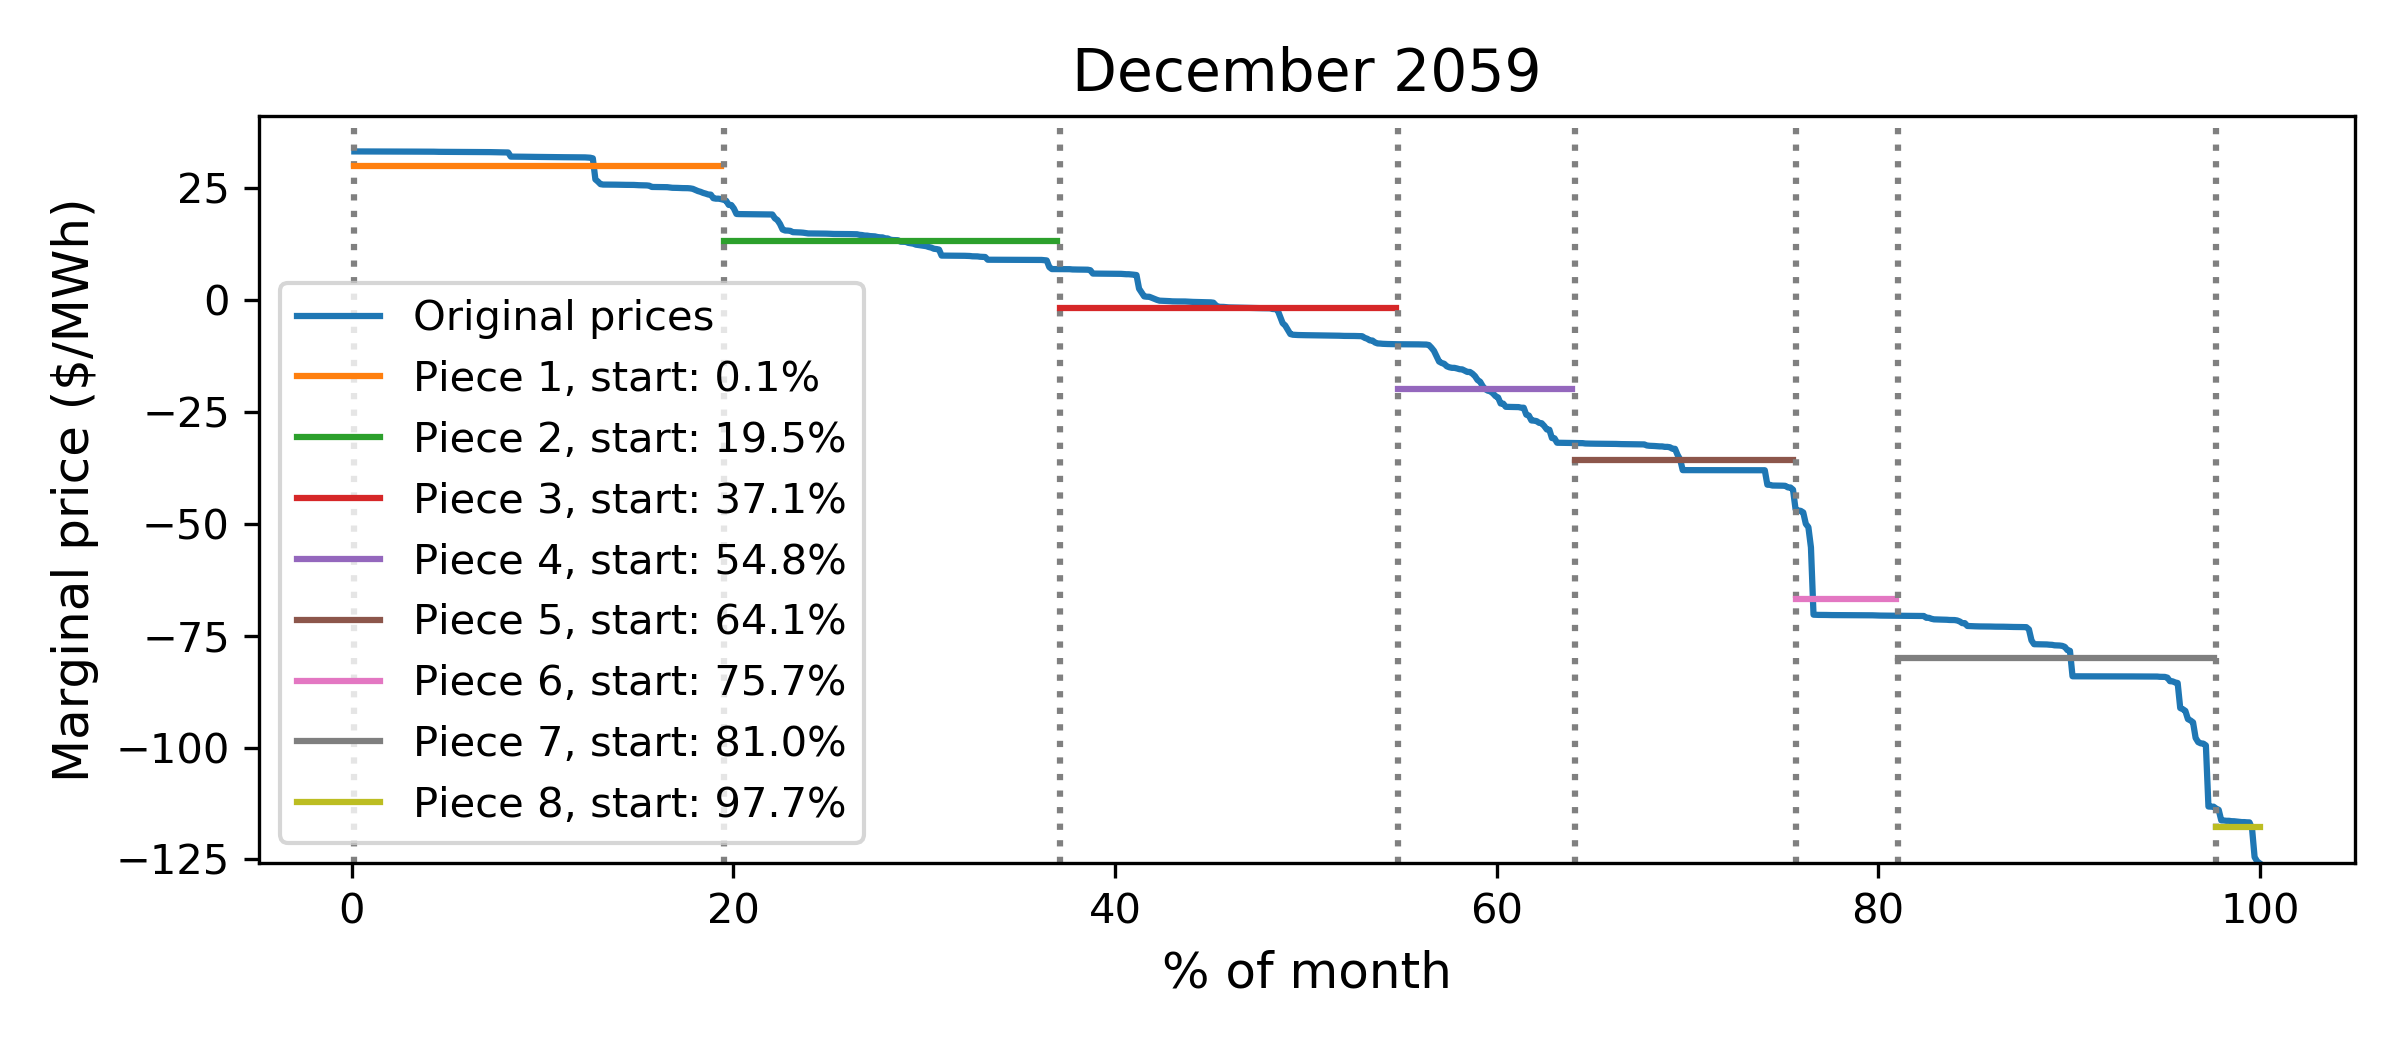 December 2059
Marginal price ($/MWh)
25
0
−25
−50
−75
−100
−125
Original prices
Piece 1, start: 0.1%
Piece 2, start: 19.5%
Piece 3, start: 37.1%
Piece 4, start: 54.8%
Piece 5, start: 64.1%
Piece 6, start: 75.7%
Piece 7, start: 81.0%
Piece 8, start: 97.7%
0 20 40 60 80 100
% of month